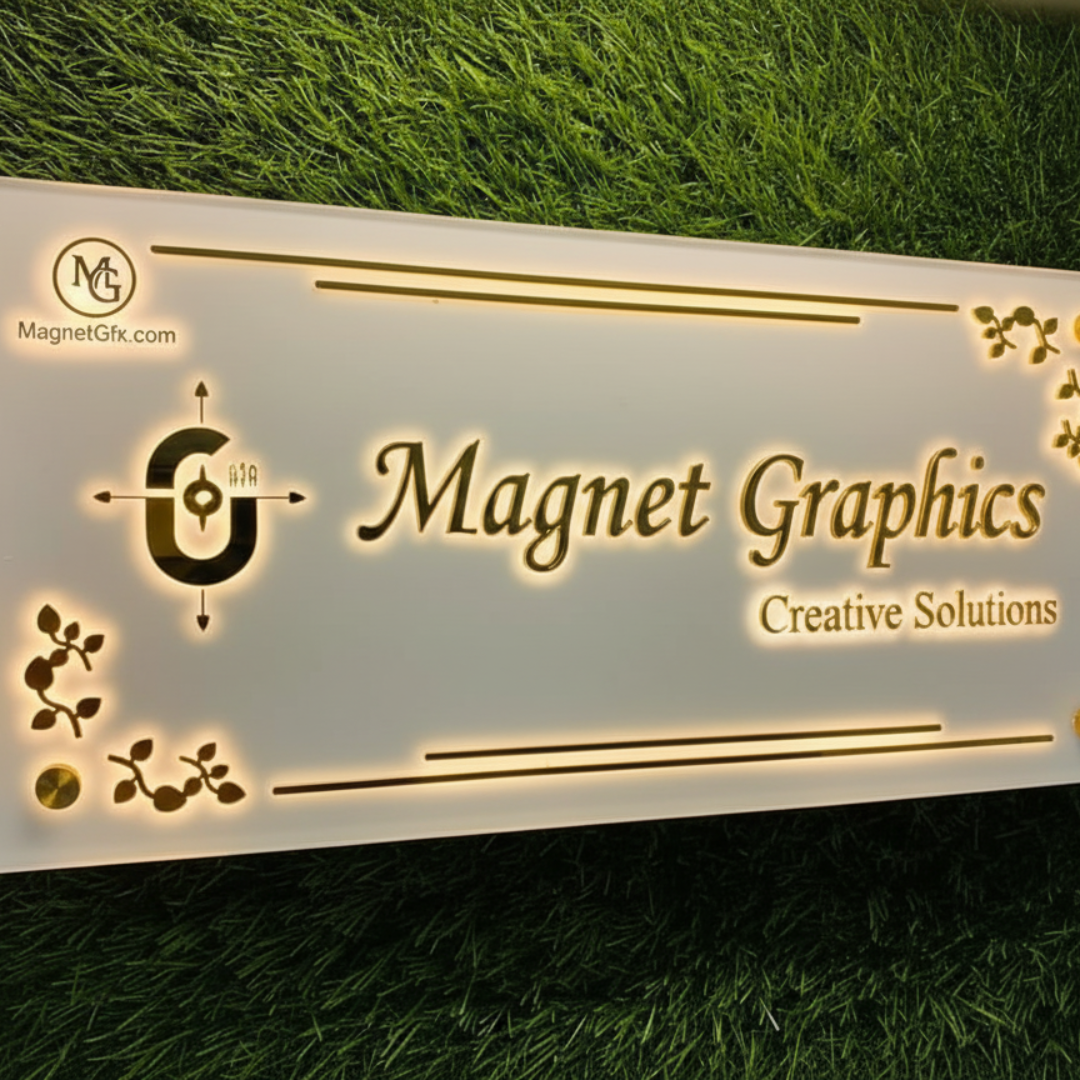 MG
MagnetGfx.com
Magnet Graphics
Creative Solutions